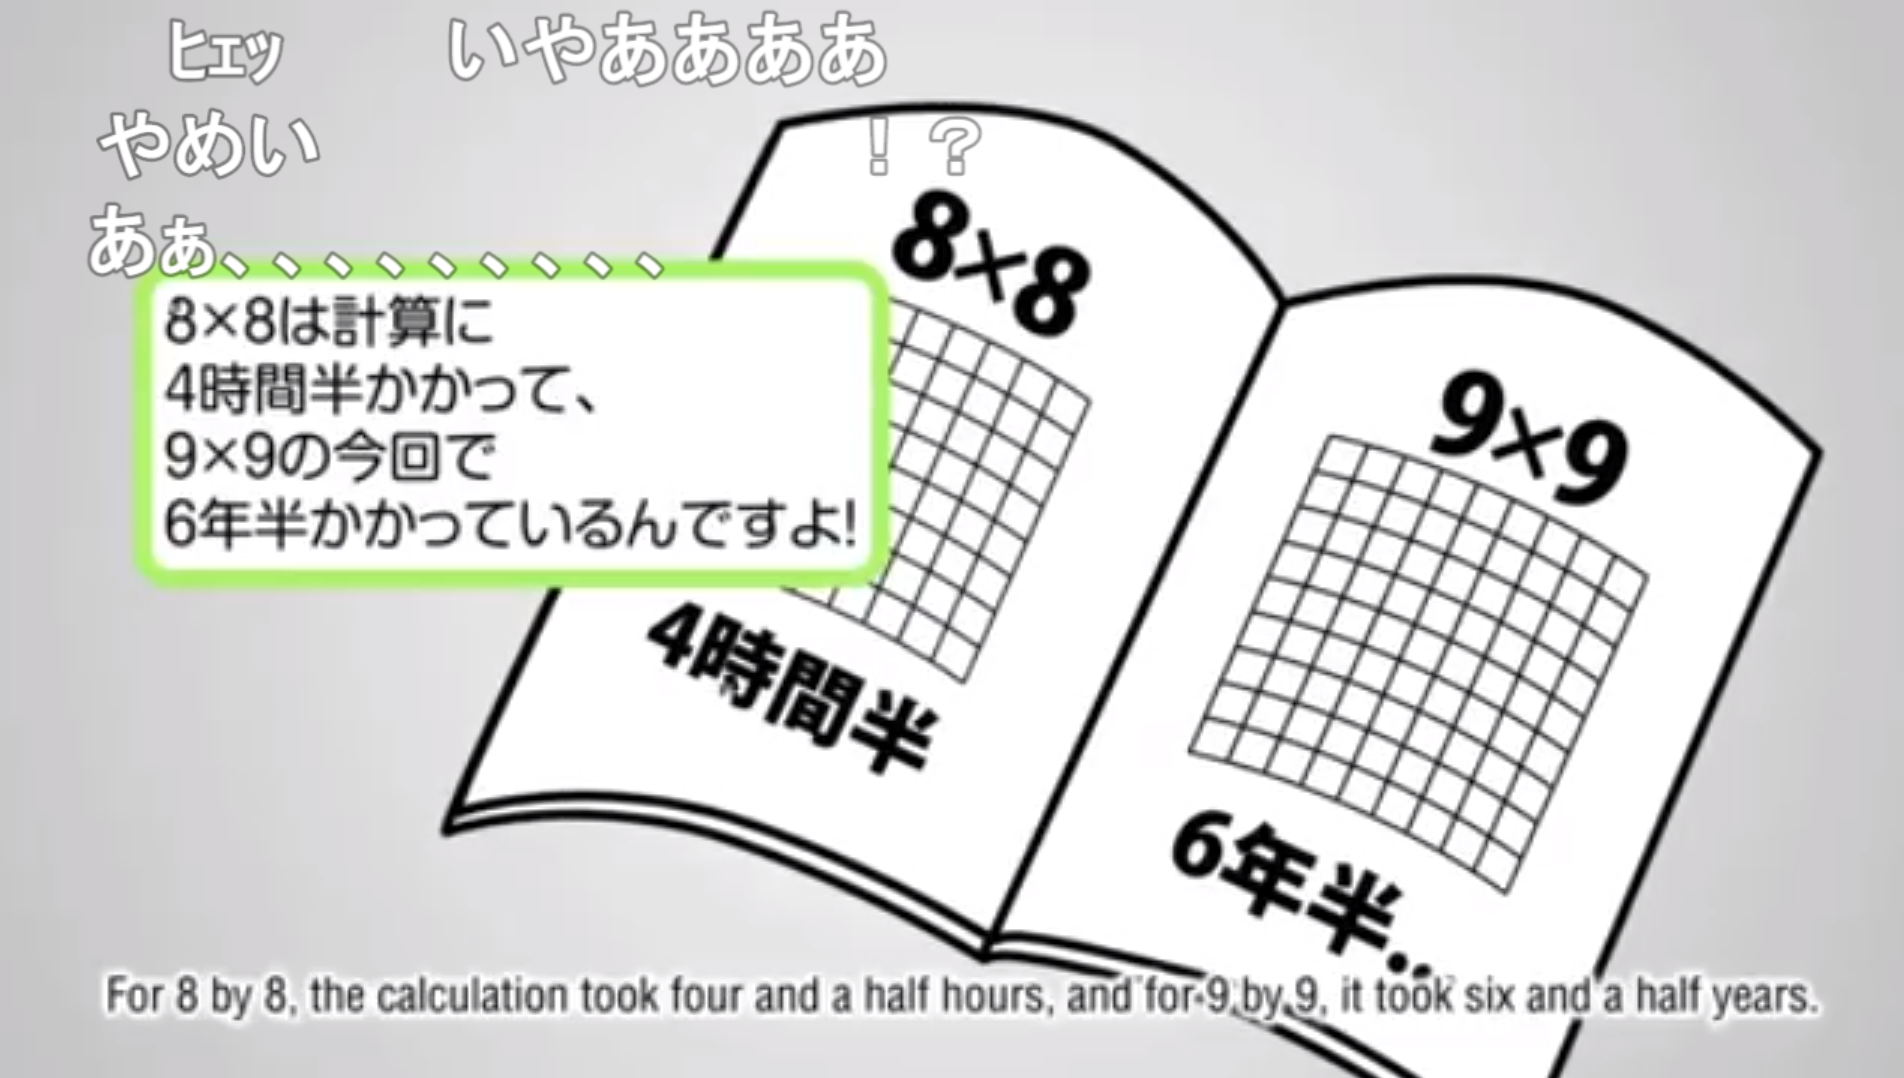 ﾋｪｯ
いやああああ
やめい
！？
あぁ、、、、、、、、、
8×8は計算に
4時間半かかって、
9×9の今回で
6年半かかっているんですよ!
8×8
4時間半
9×9
6年半...
For 8 by 8, the calculation took four and a half hours, and for 9 by 9, it took six and a half years.